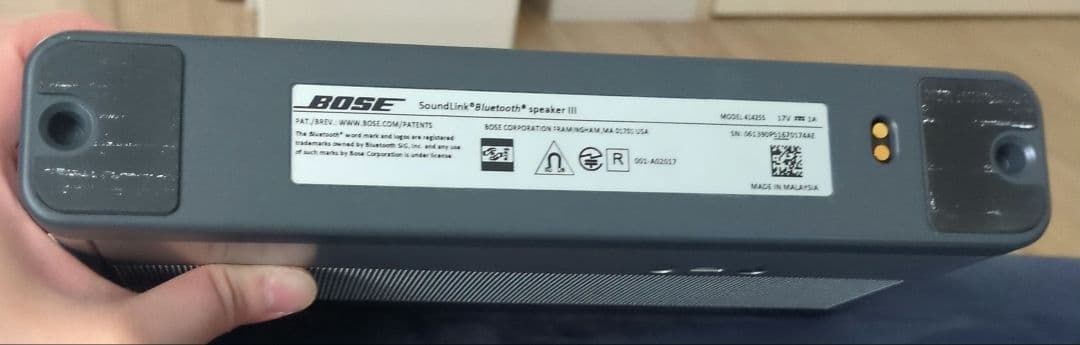 BOSE SoundLink® Bluetooth® speaker III
MODEL 414255 17V ⎓ 1A
PAT./BREV.: WWW.BOSE.COM/PATENTS
The Bluetooth® word mark and logos are registered
trademarks owned by Bluetooth SIG, Inc. and any use
of such marks by Bose Corporation is under license
BOSE CORPORATION FRAMINGHAM, MA 01701 USA
SN: 061390P51670174AE
R 001-A02017
MADE IN MALAYSIA